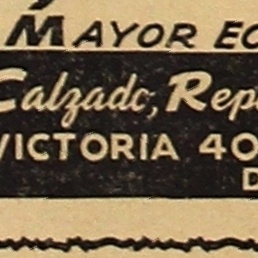 MAYOR EC
Calzado, Rep
VICTORIA 40
D